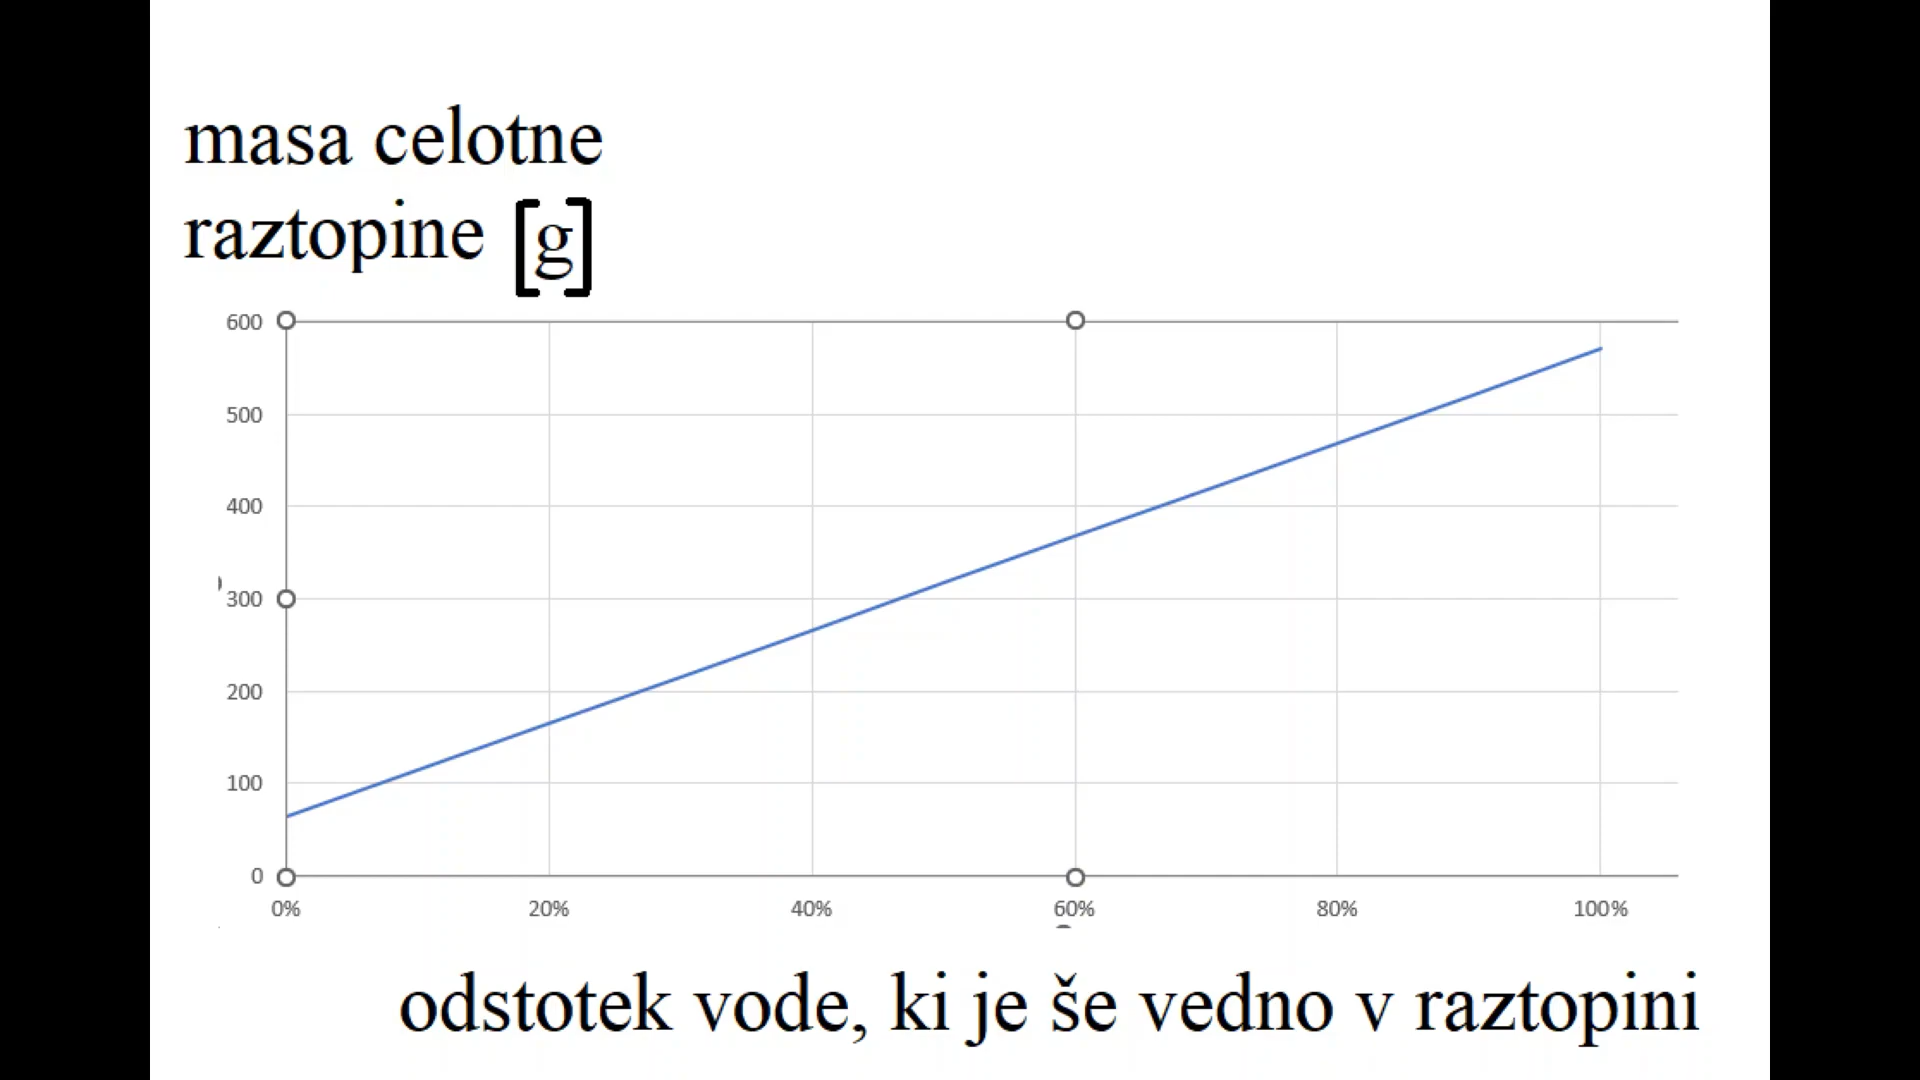 masa celotne
raztopine [g]
600
500
400
300
200
100
0
0% 20% 40% 60% 80% 100%
odstotek vode, ki je še vedno v raztopini